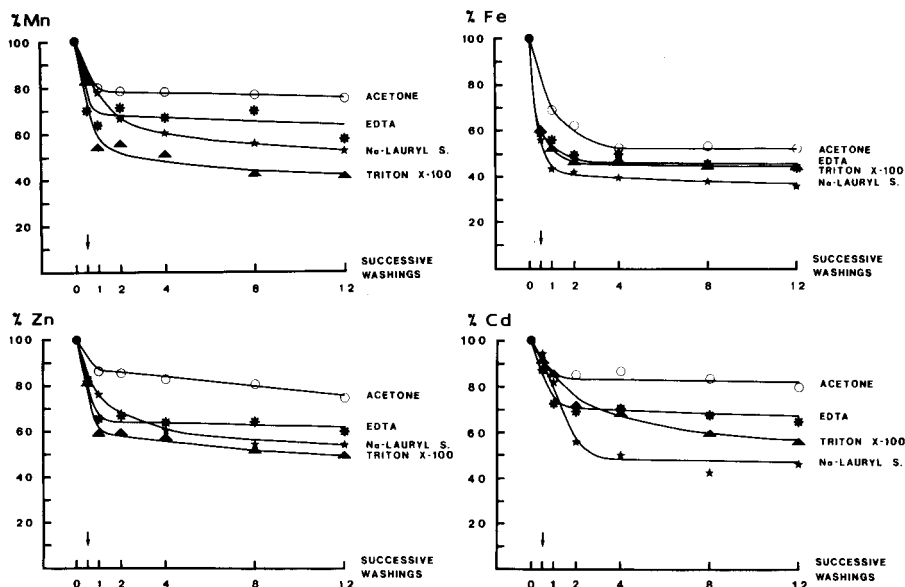 % Mn
100
80
60
40
20
ACETONE
EDTA
Na-LAURYL S.
TRITON X-100
SUCCESSIVE
WASHINGS
0 1 2 4 8 12
% Fe
100
80
60
40
20
ACETONE
EDTA
TRITON X-100
Na-LAURYL S.
SUCCESSIVE
WASHINGS
0 1 2 4 8 12
% Zn
100
80
60
40
20
ACETONE
EDTA
Na-LAURYL S.
TRITON X-100
SUCCESSIVE
WASHINGS
0 1 2 4 8 12
% Cd
100
80
60
40
20
ACETONE
EDTA
TRITON X-100
Na-LAURYL S.
SUCCESSIVE
WASHINGS
0 1 2 4 8 12